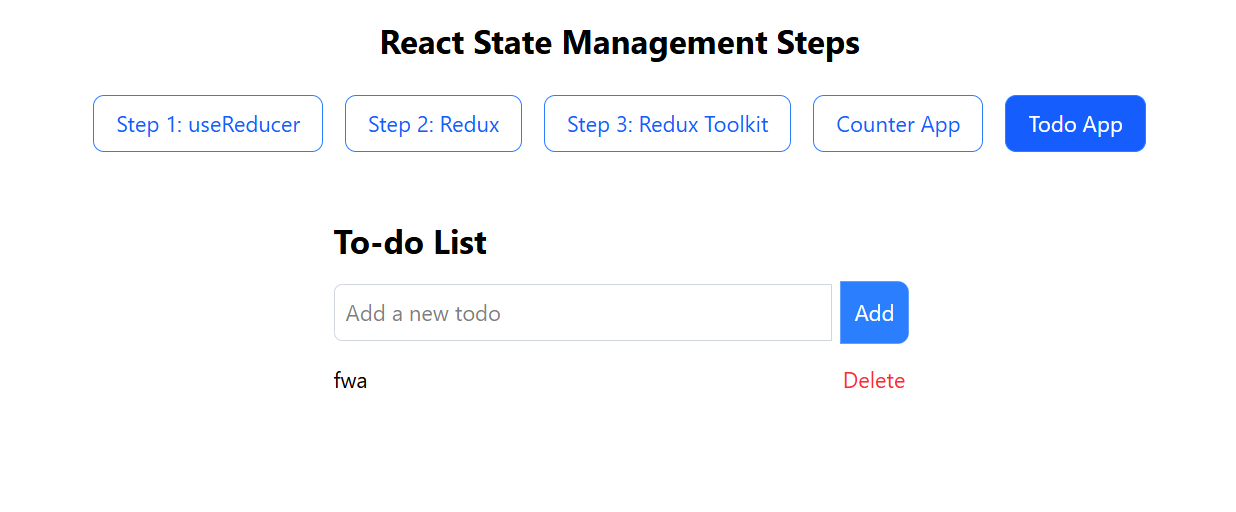 React State Management Steps
Step 1: useReducer Step 2: Redux Step 3: Redux Toolkit Counter App Todo App
To-do List
Add a new todo Add
fwa Delete